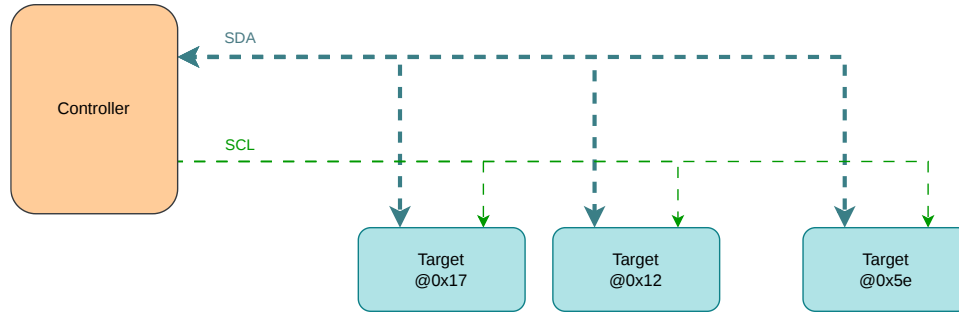 SDA
Controller
SCL
Target
@0x17
Target
@0x12
Target
@0x5e